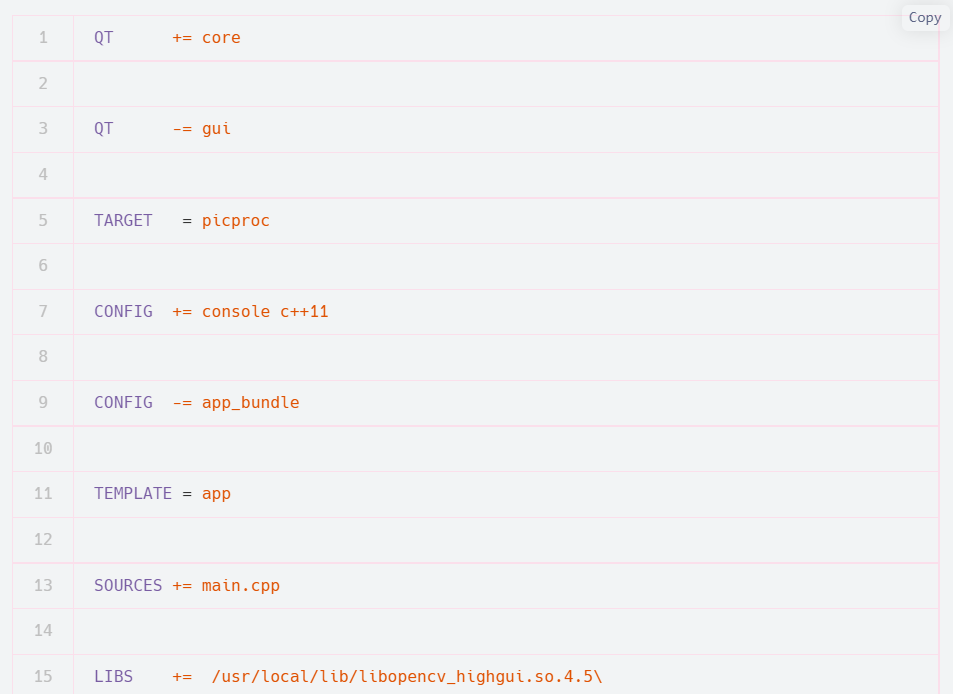 Copy
1 QT      += core
2
3 QT      -= gui
4
5 TARGET   = picproc
6
7 CONFIG  += console c++11
8
9 CONFIG  -= app_bundle
10
11 TEMPLATE = app
12
13 SOURCES += main.cpp
14
15 LIBS    +=  /usr/local/lib/libopencv_highgui.so.4.5\